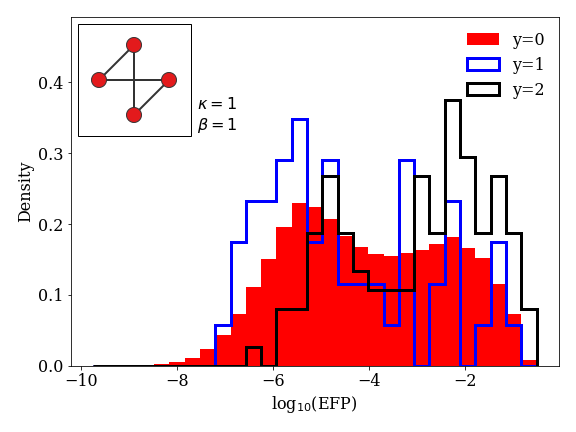 κ = 1
β = 1
y=0
y=1
y=2
Density
0.4
0.3
0.2
0.1
0.0
−10 −8 −6 −4 −2
log₁₀(EFP)